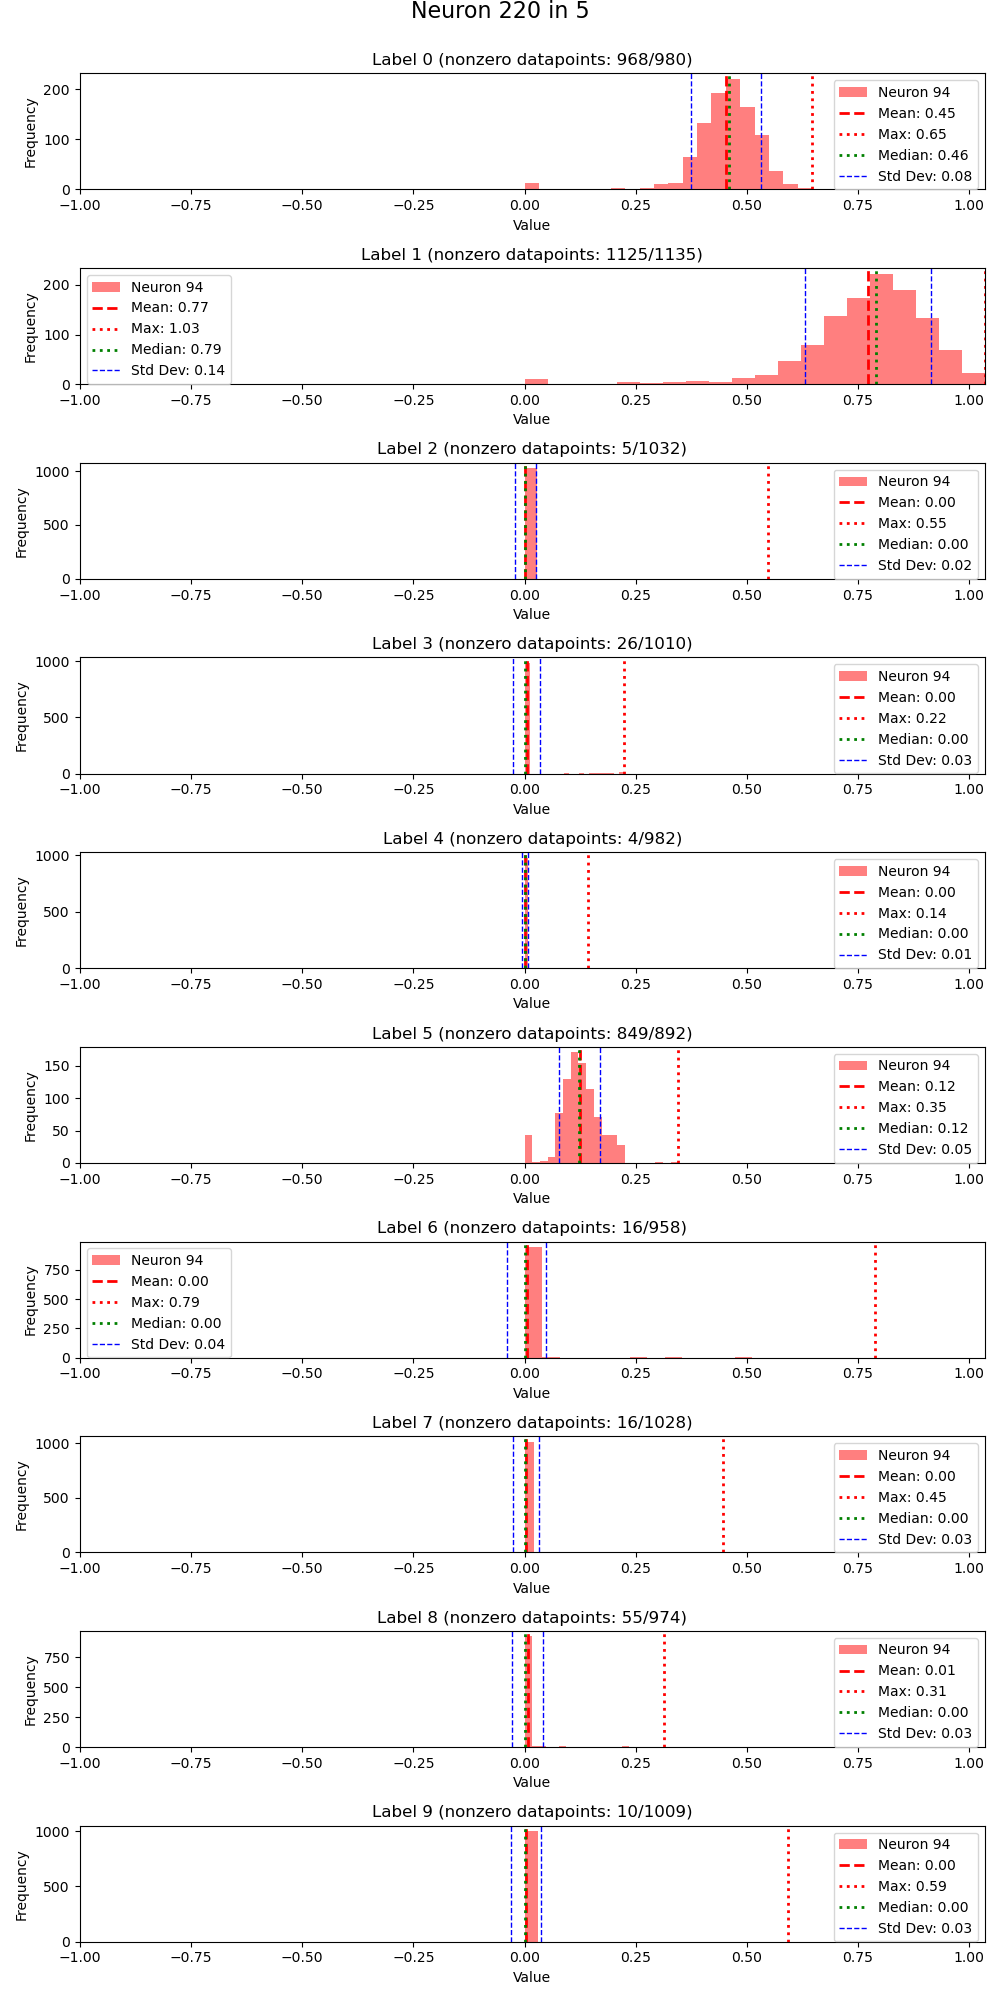 Neuron 220 in 5
Label 0 (nonzero datapoints: 968/980)
Frequency
200
100
0
Neuron 94
Mean: 0.45
Max: 0.65
Median: 0.46
Std Dev: 0.08
−1.00 −0.75 −0.50 −0.25 0.00 0.25 0.50 0.75 1.00
Value
Label 1 (nonzero datapoints: 1125/1135)
Frequency
200
100
0
Neuron 94
Mean: 0.77
Max: 1.03
Median: 0.79
Std Dev: 0.14
−1.00 −0.75 −0.50 −0.25 0.00 0.25 0.50 0.75 1.00
Value
Label 2 (nonzero datapoints: 5/1032)
Frequency
1000
500
0
Neuron 94
Mean: 0.00
Max: 0.55
Median: 0.00
Std Dev: 0.02
−1.00 −0.75 −0.50 −0.25 0.00 0.25 0.50 0.75 1.00
Value
Label 3 (nonzero datapoints: 26/1010)
Frequency
1000
500
0
Neuron 94
Mean: 0.00
Max: 0.22
Median: 0.00
Std Dev: 0.03
−1.00 −0.75 −0.50 −0.25 0.00 0.25 0.50 0.75 1.00
Value
Label 4 (nonzero datapoints: 4/982)
Frequency
1000
500
0
Neuron 94
Mean: 0.00
Max: 0.14
Median: 0.00
Std Dev: 0.01
−1.00 −0.75 −0.50 −0.25 0.00 0.25 0.50 0.75 1.00
Value
Label 5 (nonzero datapoints: 849/892)
Frequency
150
100
50
0
Neuron 94
Mean: 0.12
Max: 0.35
Median: 0.12
Std Dev: 0.05
−1.00 −0.75 −0.50 −0.25 0.00 0.25 0.50 0.75 1.00
Value
Label 6 (nonzero datapoints: 16/958)
Frequency
750
500
250
0
Neuron 94
Mean: 0.00
Max: 0.79
Median: 0.00
Std Dev: 0.04
−1.00 −0.75 −0.50 −0.25 0.00 0.25 0.50 0.75 1.00
Value
Label 7 (nonzero datapoints: 16/1028)
Frequency
1000
500
0
Neuron 94
Mean: 0.00
Max: 0.45
Median: 0.00
Std Dev: 0.03
−1.00 −0.75 −0.50 −0.25 0.00 0.25 0.50 0.75 1.00
Value
Label 8 (nonzero datapoints: 55/974)
Frequency
750
500
250
0
Neuron 94
Mean: 0.01
Max: 0.31
Median: 0.00
Std Dev: 0.03
−1.00 −0.75 −0.50 −0.25 0.00 0.25 0.50 0.75 1.00
Value
Label 9 (nonzero datapoints: 10/1009)
Frequency
1000
500
0
Neuron 94
Mean: 0.00
Max: 0.59
Median: 0.00
Std Dev: 0.03
−1.00 −0.75 −0.50 −0.25 0.00 0.25 0.50 0.75 1.00
Value